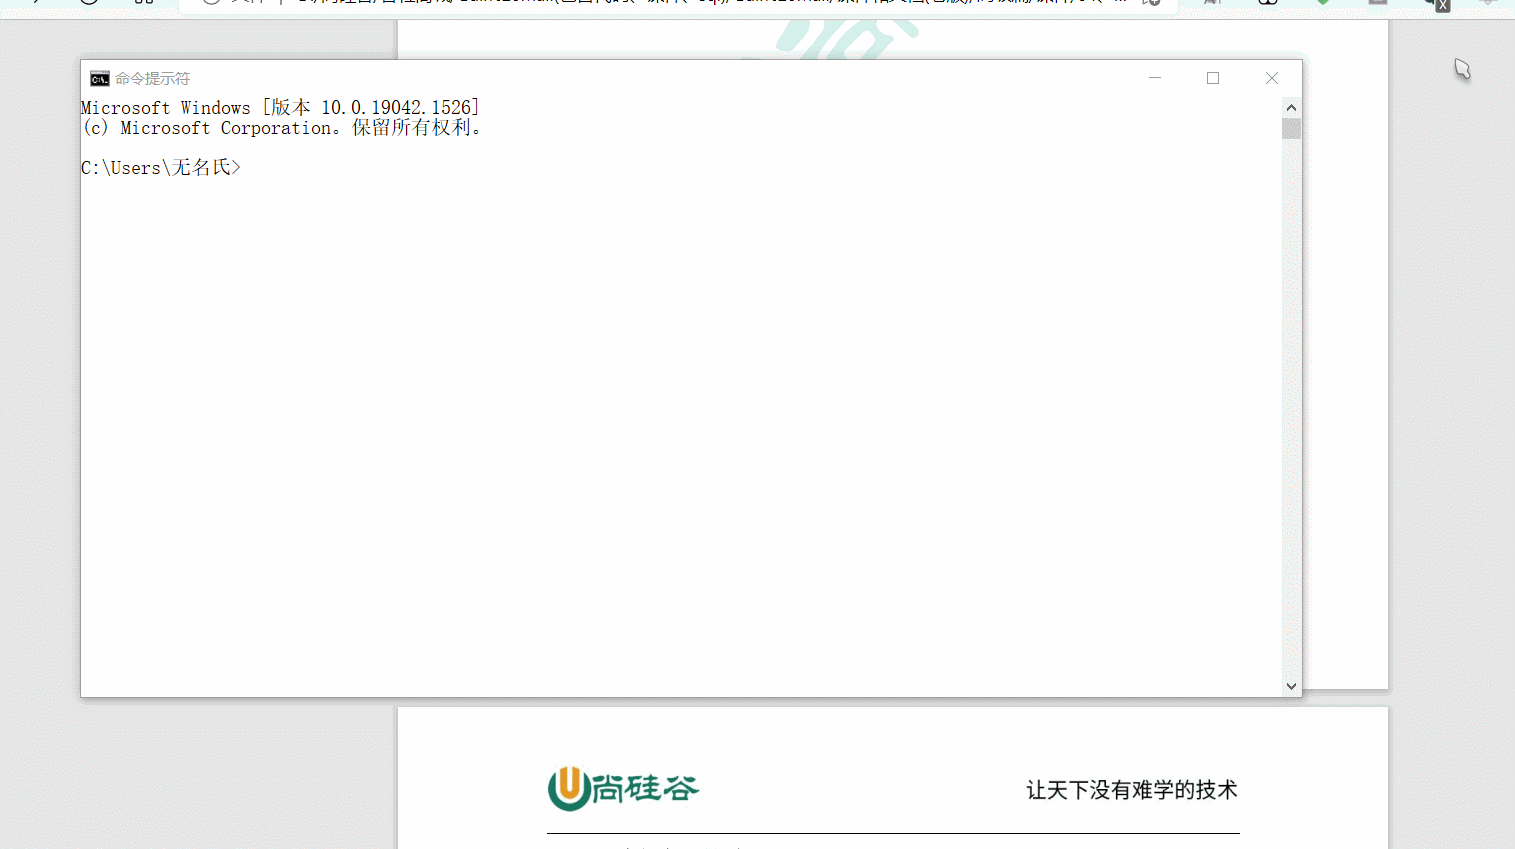 命令提示符
Microsoft Windows [版本 10.0.19042.1526]
(c) Microsoft Corporation。保留所有权利。
C:\Users\无名氏>
尚硅谷
让天下没有难学的技术